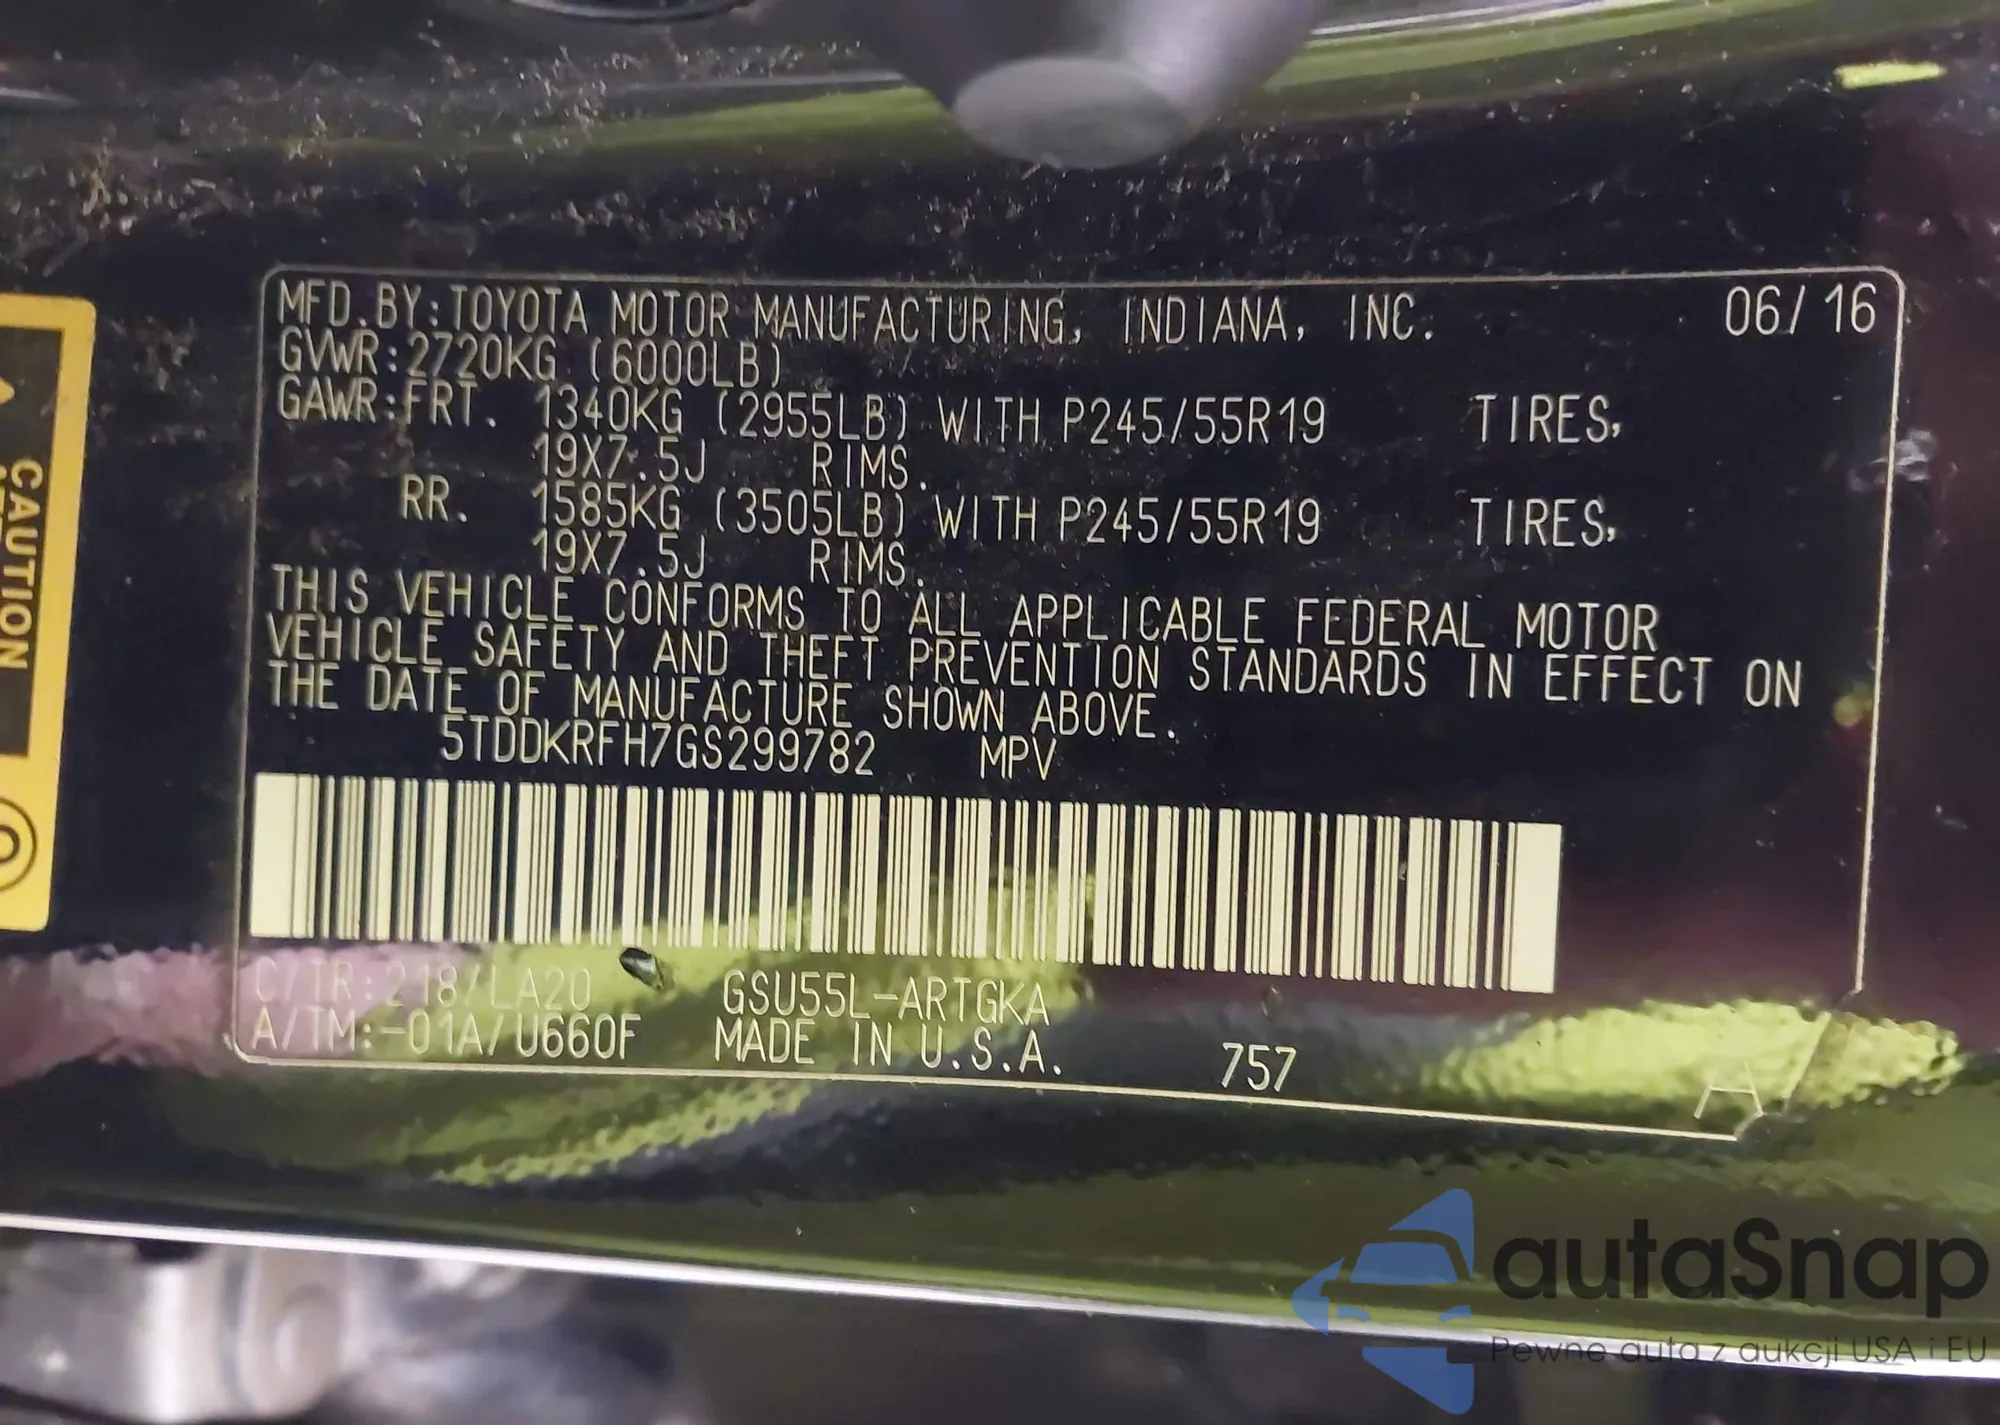 MFD.BY:TOYOTA MOTOR MANUFACTURING, INDIANA, INC. 06/16
GVWR:2720KG (6000LB)
GAWR:FRT. 1340KG (2955LB) WITH P245/55R19 TIRES,
19X7.5J RIMS.
RR. 1585KG (3505LB) WITH P245/55R19 TIRES,
19X7.5J RIMS.
THIS VEHICLE CONFORMS TO ALL APPLICABLE FEDERAL MOTOR
VEHICLE SAFETY AND THEFT PREVENTION STANDARDS IN EFFECT ON
THE DATE OF MANUFACTURE SHOWN ABOVE.
5TDDKRFH7GS299782 MPV
C/TR:218/LA20 GSU55L-ARTGKA
A/TM:-01A/U660F MADE IN U.S.A. 757
A
CAUTION
autaSnap
Pewne auta z aukcji USA i EU